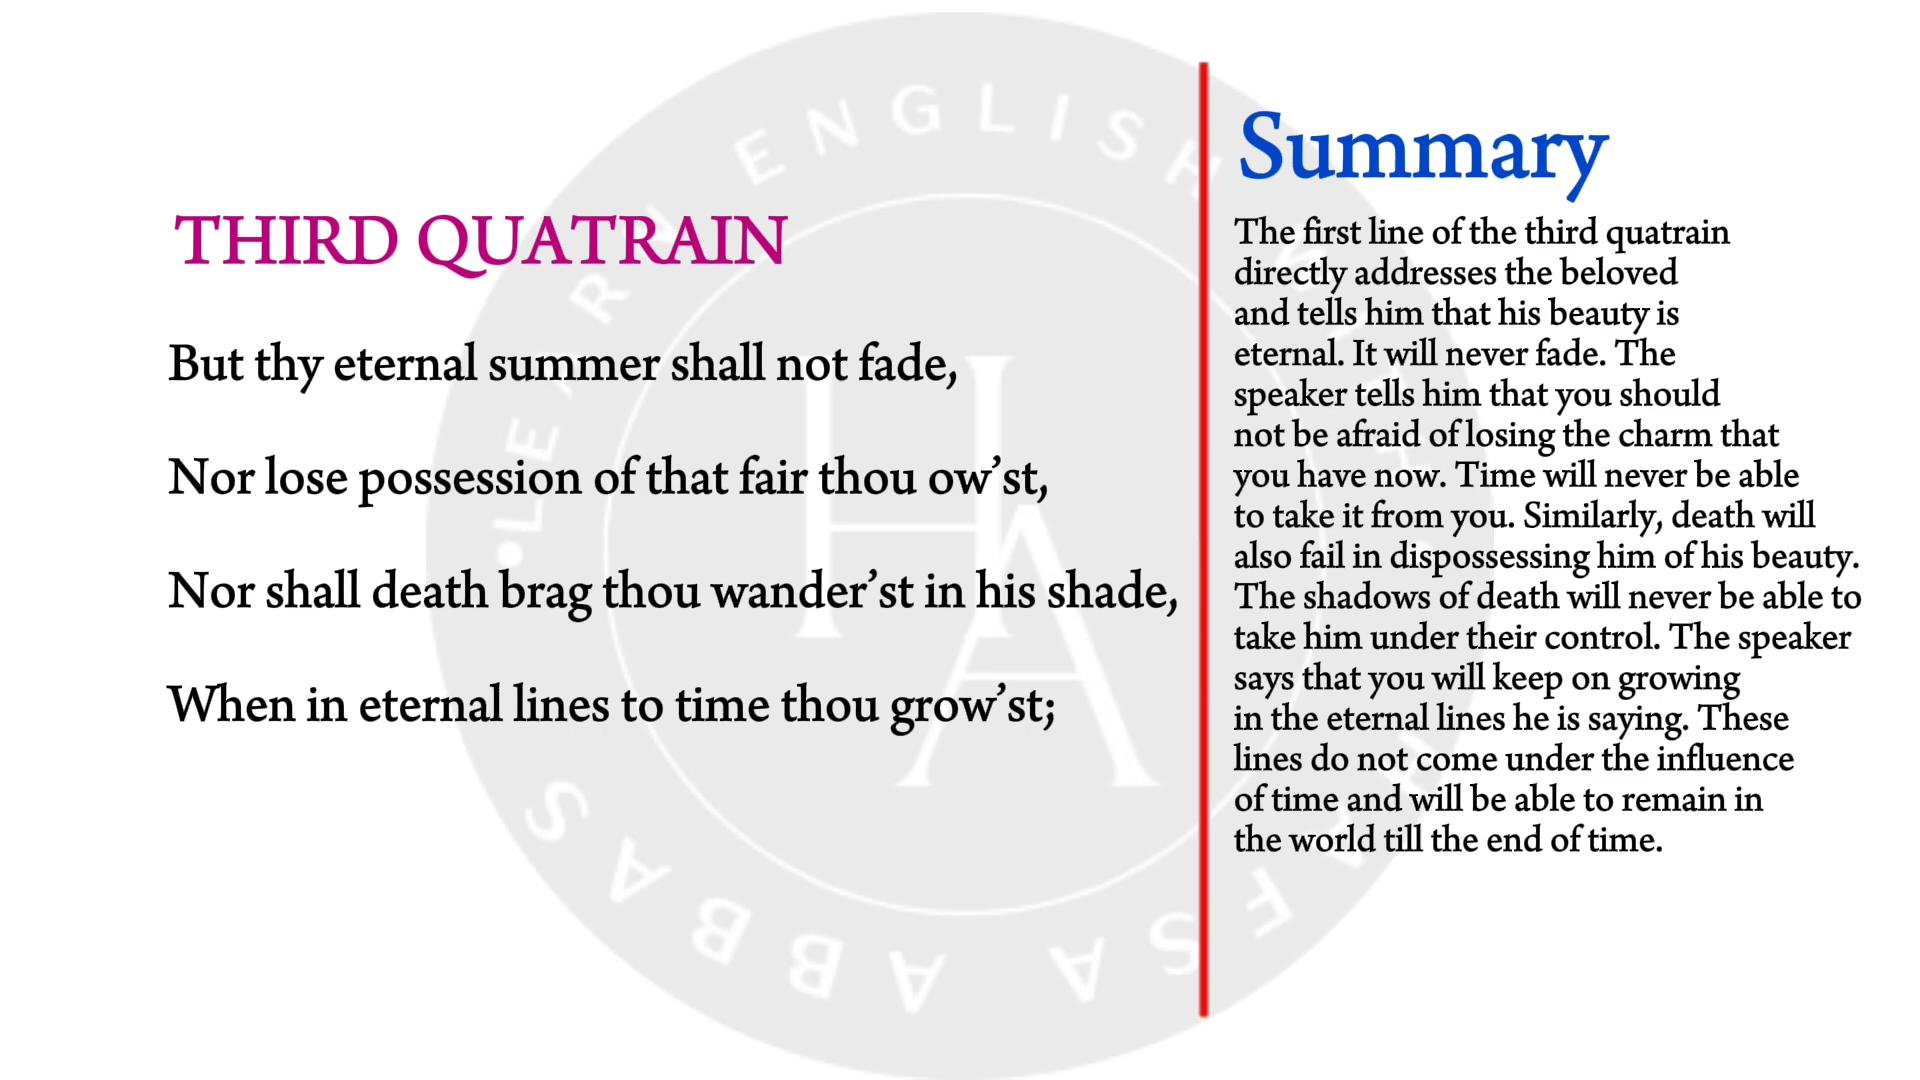 THIRD QUATRAIN
But thy eternal summer shall not fade,
Nor lose possession of that fair thou ow’st,
Nor shall death brag thou wander’st in his shade,
When in eternal lines to time thou grow’st;
Summary
The first line of the third quatrain
directly addresses the beloved
and tells him that his beauty is
eternal. It will never fade. The
speaker tells him that you should
not be afraid of losing the charm that
you have now. Time will never be able
to take it from you. Similarly, death will
also fail in dispossessing him of his beauty.
The shadows of death will never be able to
take him under their control. The speaker
says that you will keep on growing
in the eternal lines he is saying. These
lines do not come under the influence
of time and will be able to remain in
the world till the end of time.
LEARN ENGLISH
ABBAS
HA